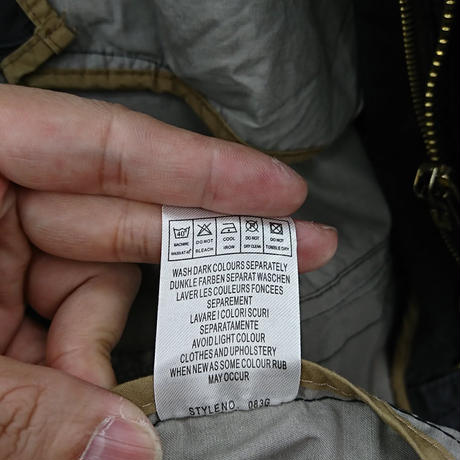 40°
MACHINE WASH AT 40°
DO NOT BLEACH
COOL IRON
DO NOT DRY CLEAN
DO NOT TUMBLE DRY
WASH DARK COLOURS SEPARATELY
DUNKLE FARBEN SEPARAT WASCHEN
LAVER LES COULEURS FONCEES
SEPAREMENT
LAVARE I COLORI SCURI
SEPARATAMENTE
AVOID LIGHT COLOUR
CLOTHES AND UPHOLSTERY
WHEN NEW AS SOME COLOUR RUB
MAY OCCUR
STYLENO. 083G